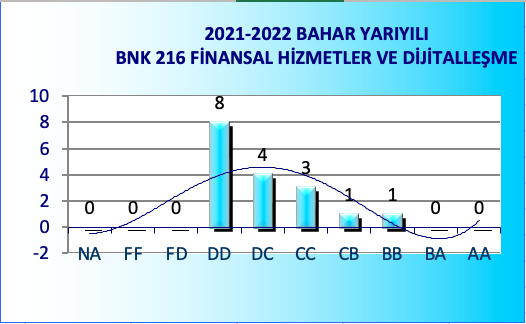 2021-2022 BAHAR YARIYILI
BNK 216 FİNANSAL HİZMETLER VE DİJİTALLEŞME
10
8
6
4
2
0
-2
0 0 0 8 4 3 1 1 0 0
NA FF FD DD DC CC CB BB BA AA